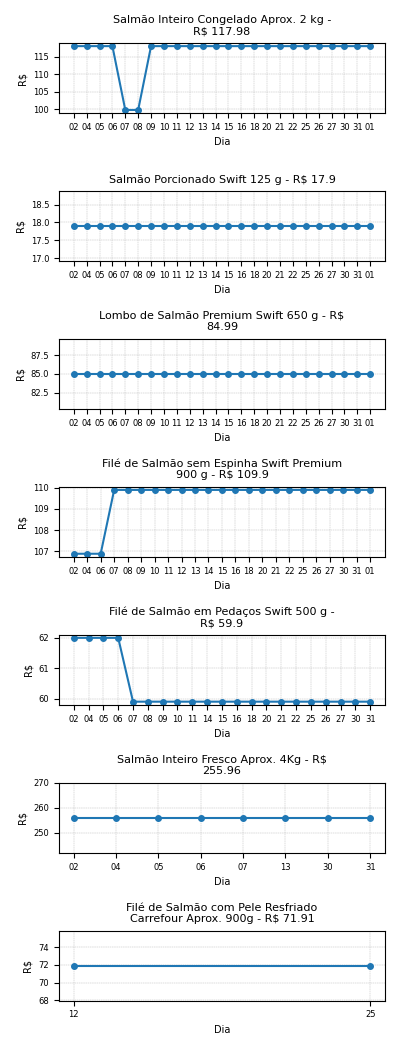 Salmão Inteiro Congelado Aprox. 2 kg -
R$ 117.98
115
110
105
100
R$
02 04 05 06 07 08 09 10 11 12 13 14 15 16 18 20 21 22 25 26 27 30 31 01
Dia
Salmão Porcionado Swift 125 g - R$ 17.9
18.5
18.0
17.5
17.0
R$
02 04 05 06 07 08 09 10 11 12 13 14 15 16 18 20 21 22 25 26 27 30 31 01
Dia
Lombo de Salmão Premium Swift 650 g - R$
84.99
87.5
85.0
82.5
R$
02 04 05 06 07 08 09 10 11 12 13 14 15 16 18 20 21 22 25 26 27 30 31 01
Dia
Filé de Salmão sem Espinha Swift Premium
900 g - R$ 109.9
110
109
108
107
R$
02 04 06 07 08 09 10 11 12 13 14 15 16 18 20 21 22 25 26 27 30 31 01
Dia
Filé de Salmão em Pedaços Swift 500 g -
R$ 59.9
62
61
60
R$
02 04 05 06 07 08 09 10 11 14 15 16 18 20 21 22 25 26 27 30 31
Dia
Salmão Inteiro Fresco Aprox. 4Kg - R$
255.96
270
260
250
R$
02 04 05 06 07 13 30 31
Dia
Filé de Salmão com Pele Resfriado
Carrefour Aprox. 900g - R$ 71.91
74
72
70
68
R$
12 25
Dia